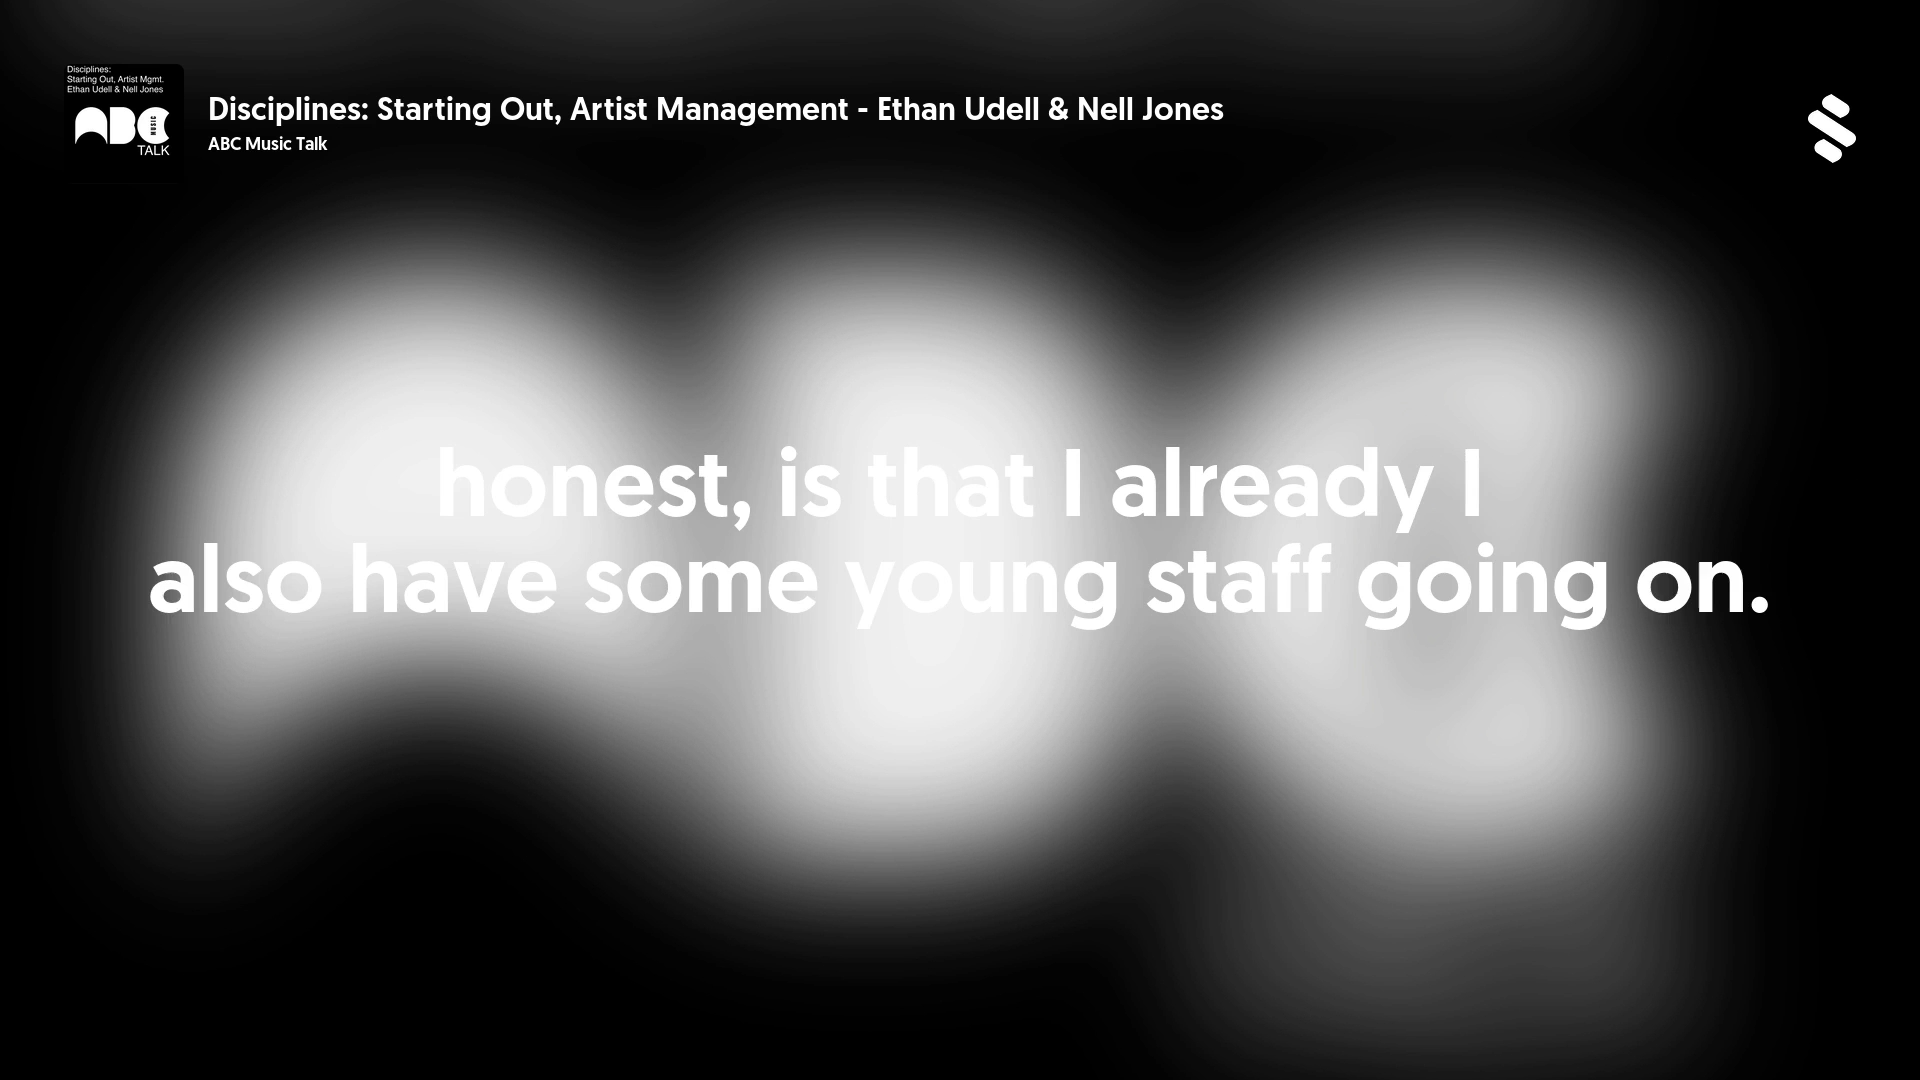 Disciplines:
Starting Out, Artist Mgmt.
Ethan Udell & Nell Jones
ABC
MUSIC
TALK
Disciplines: Starting Out, Artist Management - Ethan Udell & Nell Jones
ABC Music Talk
honest, is that I already I
also have some young staff going on.